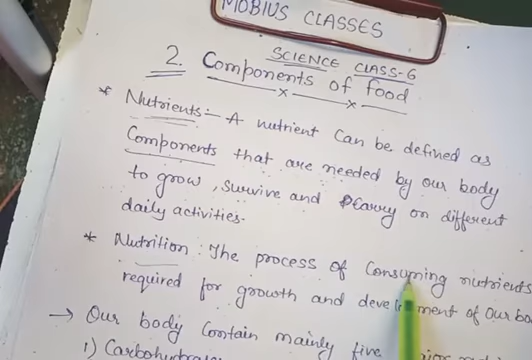 MOBIUS CLASSES
SCIENCE CLASS-6
2. Components of Food
* Nutrients:- A nutrient Can be defined as
Components that are needed by our body
to grow, survive and Carry on different
daily activities.
* Nutrition: The process of Consuming nutrients
required for growth and development of Our
→ Our body Contain mainly five
1)